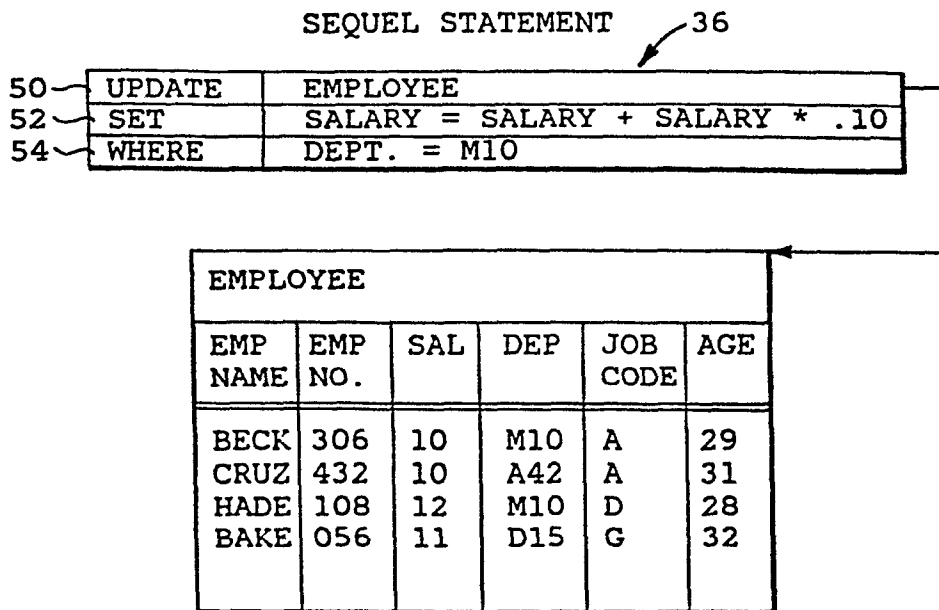 SEQUEL STATEMENT 36
50 UPDATE EMPLOYEE
52 SET SALARY = SALARY + SALARY * .10
54 WHERE DEPT. = M10
EMPLOYEE
EMP EMP SAL DEP JOB AGE
NAME NO. CODE
BECK 306 10 M10 A 29
CRUZ 432 10 A42 A 31
HADE 108 12 M10 D 28
BAKE 056 11 D15 G 32